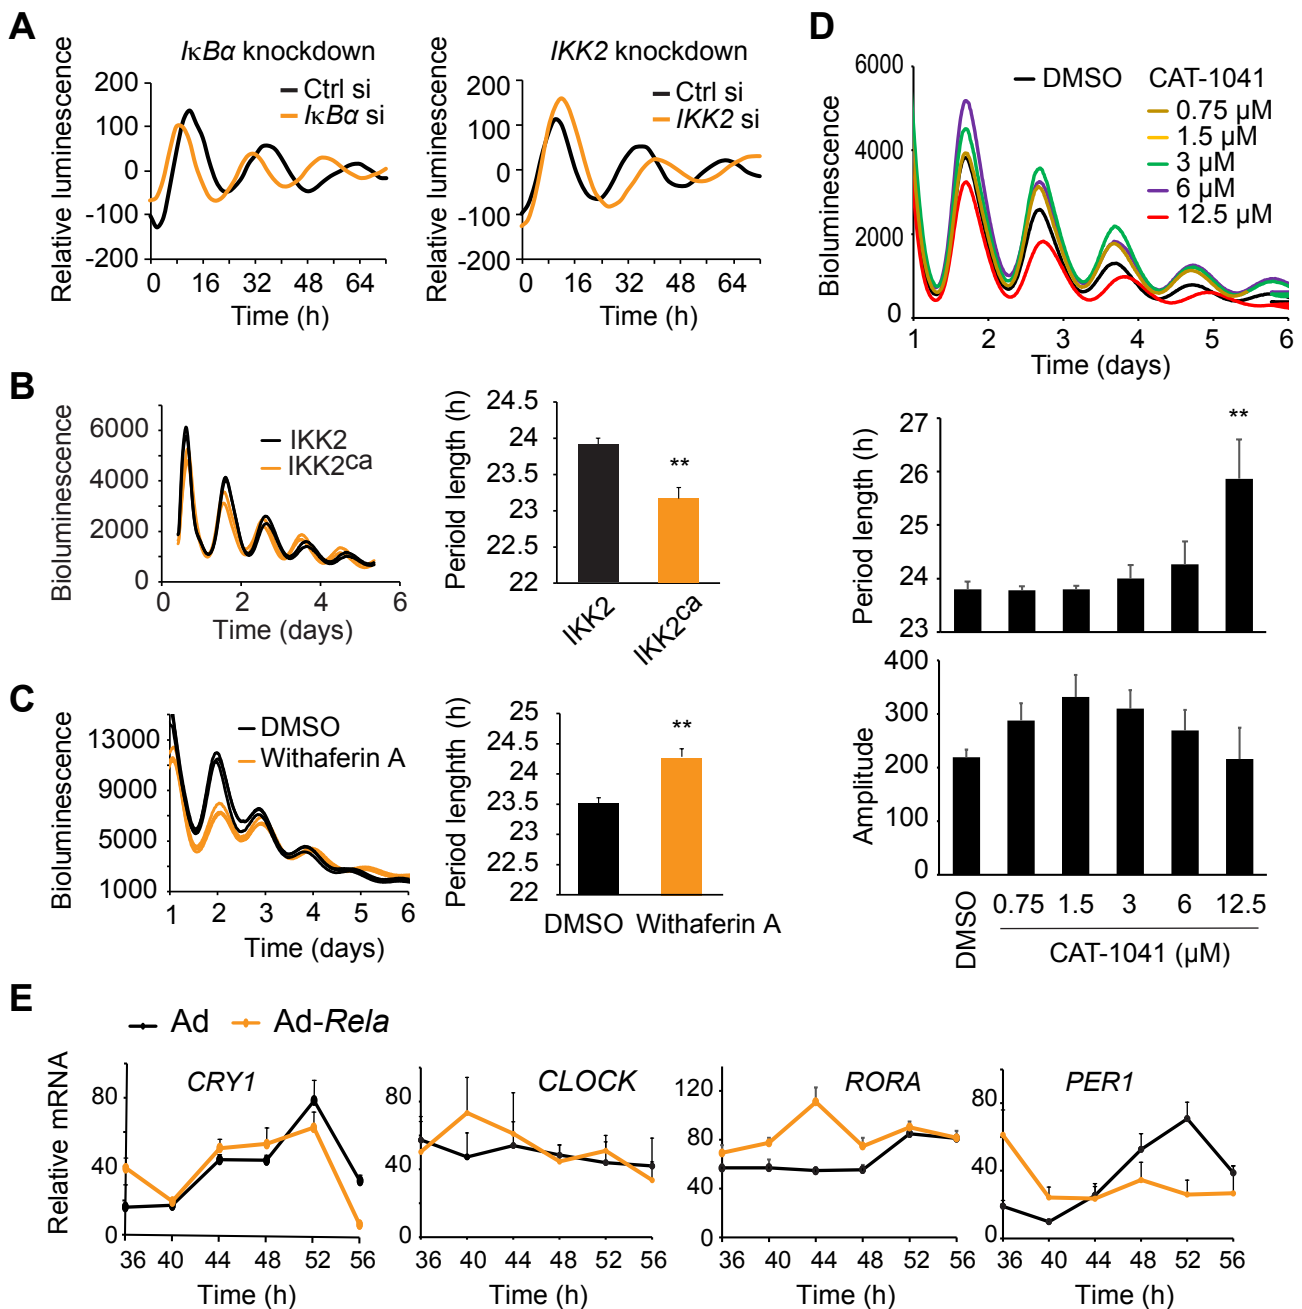 A
IκBα knockdown
Relative luminescence
200
100
0
-100
-200
Ctrl si
IκBα si
0 16 32 48 64
Time (h)
IKK2 knockdown
Relative luminescence
200
100
0
-100
-200
Ctrl si
IKK2 si
0 16 32 48 64
Time (h)
D
Bioluminescence
6000
4000
2000
0
DMSO
CAT-1041
0.75 µM
1.5 µM
3 µM
6 µM
12.5 µM
1 2 3 4 5 6
Time (days)
B
Bioluminescence
6000
4000
2000
0
IKK2
IKK2ca
0 2 4 6
Time (days)
Periold length (h)
24.5
24
23.5
23
22.5
22
**
IKK2 IKK2ca
Period length (h)
27
26
25
24
23
**
Amplitude
400
300
200
100
0
DMSO 0.75 1.5 3 6 12.5
CAT-1041 (µM)
C
Bioluminescence
13000
9000
5000
1000
DMSO
Withaferin A
1 2 3 4 5 6
Time (days)
Period lenghth (h)
25
24.5
24
23.5
23
22.5
22
**
DMSO Withaferin A
E
Ad Ad-Rela
Relative mRNA
CRY1
80
40
0
36 40 44 48 52 56
Time (h)
CLOCK
80
40
0
36 40 44 48 52 56
Time (h)
RORA
120
80
40
0
36 40 44 48 52 56
Time (h)
PER1
80
40
0
36 40 44 48 52 56
Time (h)